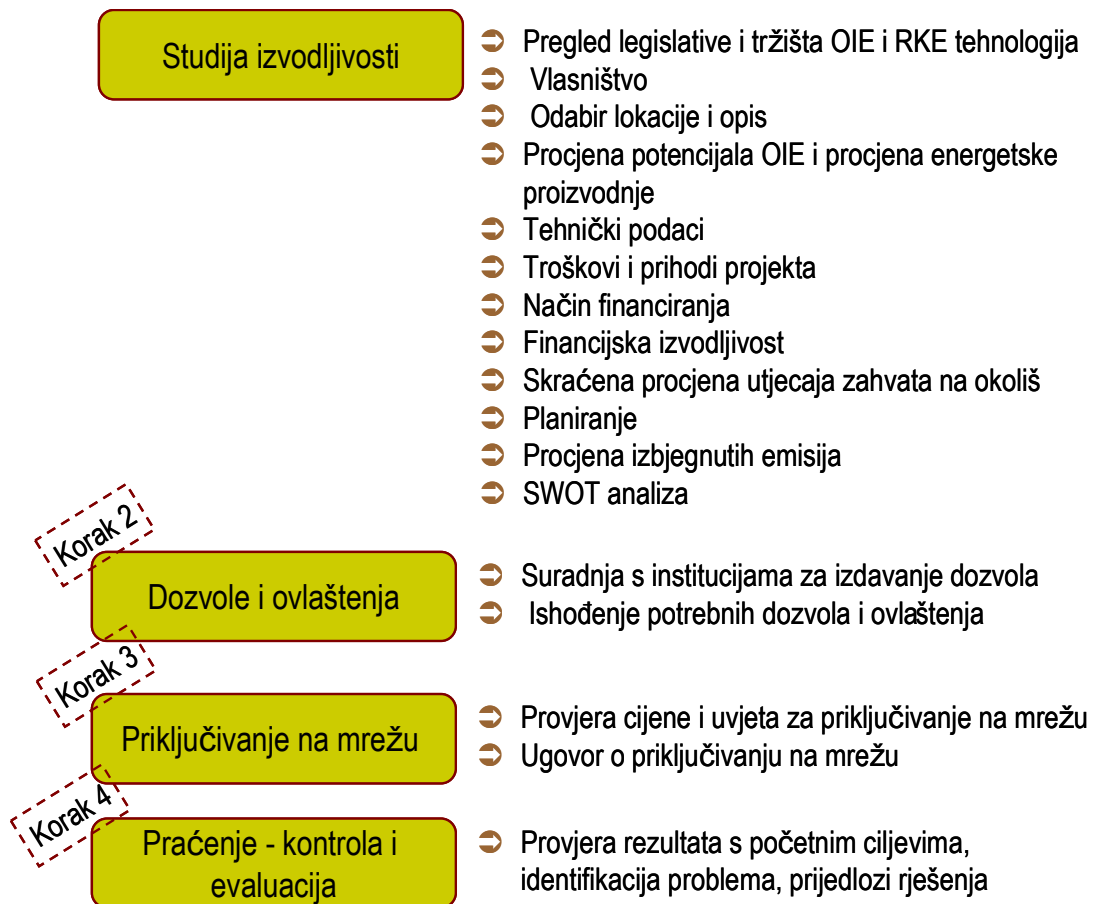 Studija izvodljivosti
Pregled legislative i tržišta OIE i RKE tehnologija
Vlasništvo
Odabir lokacije i opis
Procjena potencijala OIE i procjena energetske
proizvodnje
Tehnički podaci
Troškovi i prihodi projekta
Način financiranja
Financijska izvodljivost
Skraćena procjena utjecaja zahvata na okoliš
Planiranje
Procjena izbjegnutih emisija
SWOT analiza
Korak 2
Dozvole i ovlaštenja
Suradnja s institucijama za izdavanje dozvola
Ishođenje potrebnih dozvola i ovlaštenja
Korak 3
Priključivanje na mrežu
Provjera cijene i uvjeta za priključivanje na mrežu
Ugovor o priključivanju na mrežu
Korak 4
Praćenje - kontrola i
evaluacija
Provjera rezultata s početnim ciljevima,
identifikacija problema, prijedlozi rješenja